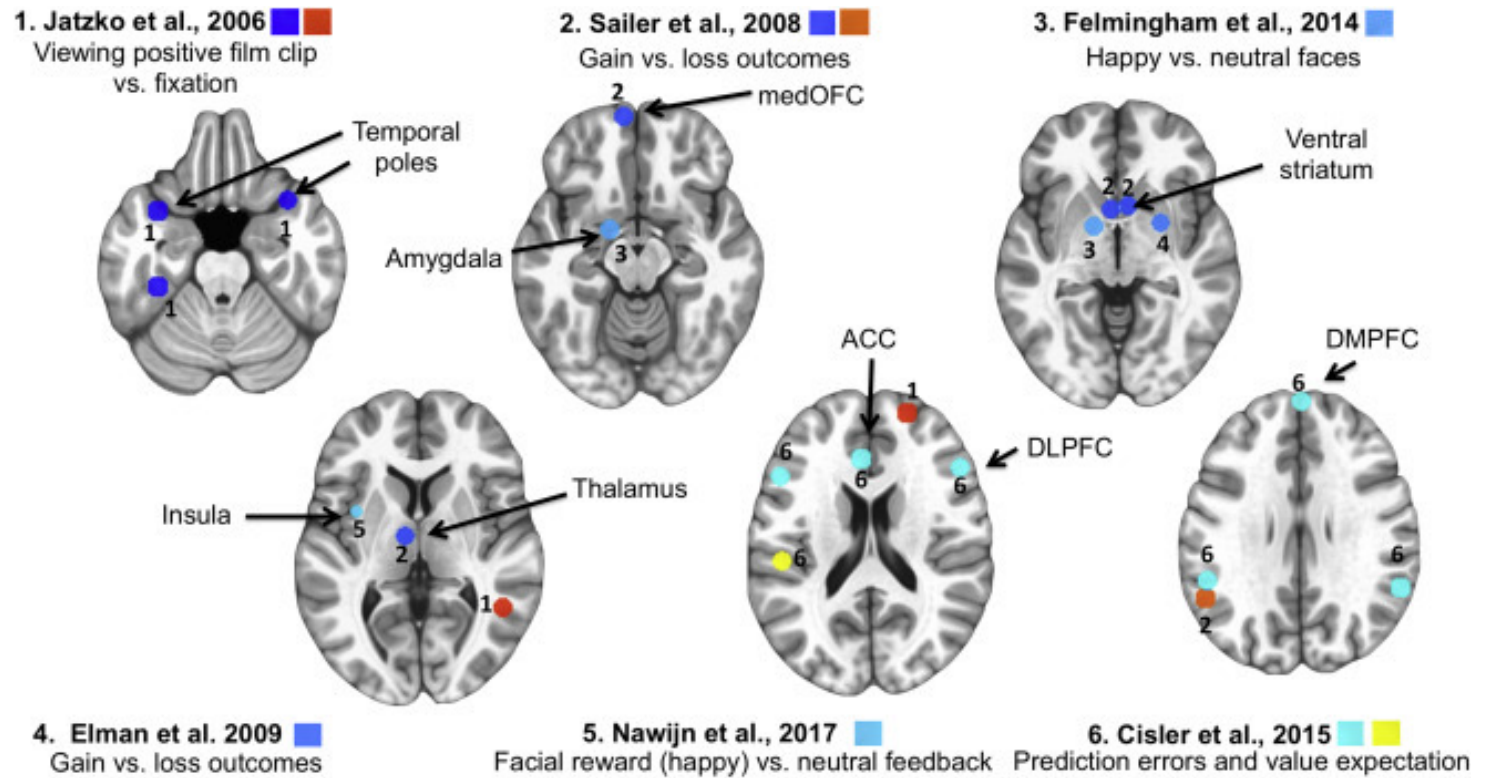 1. Jatzko et al., 2006
Viewing positive film clip
vs. fixation
2. Sailer et al., 2008
Gain vs. loss outcomes
3. Felmingham et al., 2014
Happy vs. neutral faces
Temporal
poles
1
1
1
2
medOFC
Amygdala
3
Ventral
striatum
2 2
3
4
Insula
5
Thalamus
2
1
ACC
1
DLPFC
6
6
6
6
DMPFC
6
6
6
2
4. Elman et al. 2009
Gain vs. loss outcomes
5. Nawijn et al., 2017
Facial reward (happy) vs. neutral feedback
6. Cisler et al., 2015
Prediction errors and value expectation